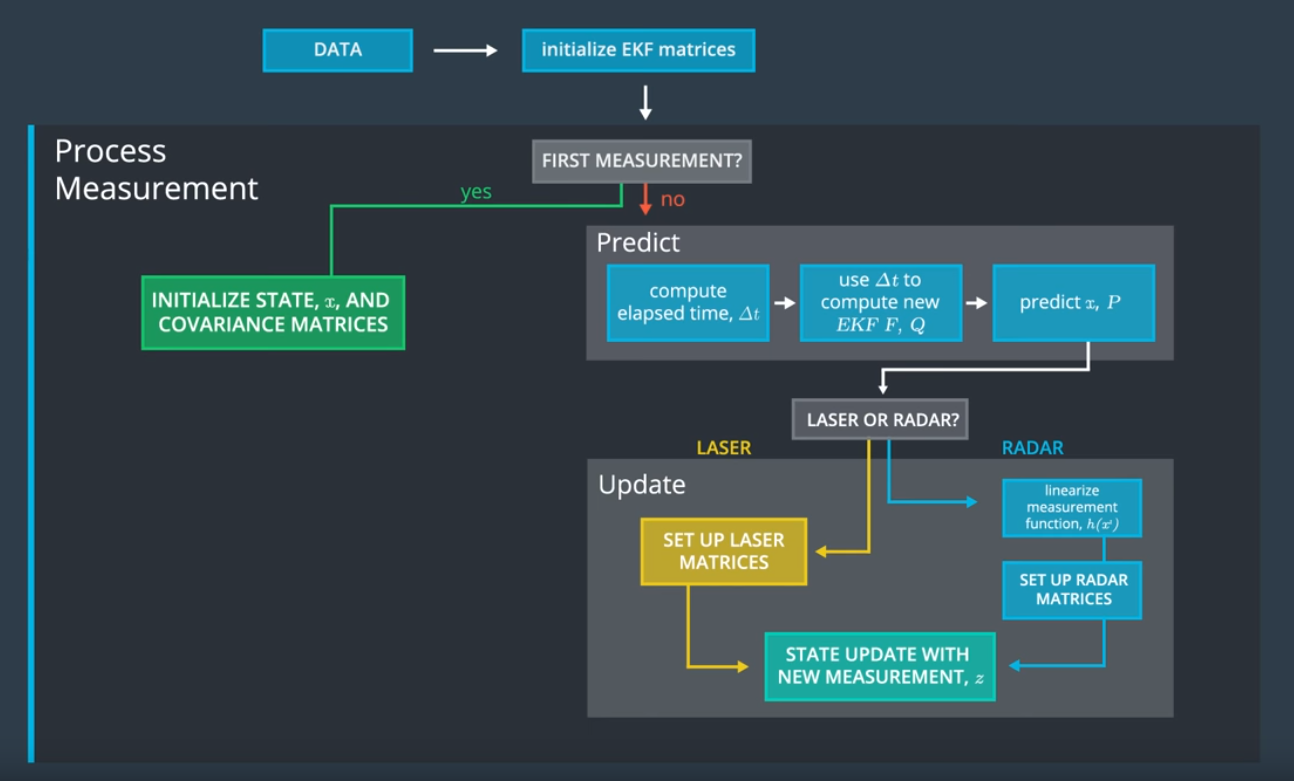 DATA
initialize EKF matrices
Process
Measurement
FIRST MEASUREMENT?
yes
no
INITIALIZE STATE, x, AND
COVARIANCE MATRICES
Predict
compute
elapsed time, Δt
use Δt to
compute new
EKF F, Q
predict x, P
LASER OR RADAR?
LASER
RADAR
Update
linearize
measurement
function, h(x')
SET UP LASER
MATRICES
SET UP RADAR
MATRICES
STATE UPDATE WITH
NEW MEASUREMENT, z